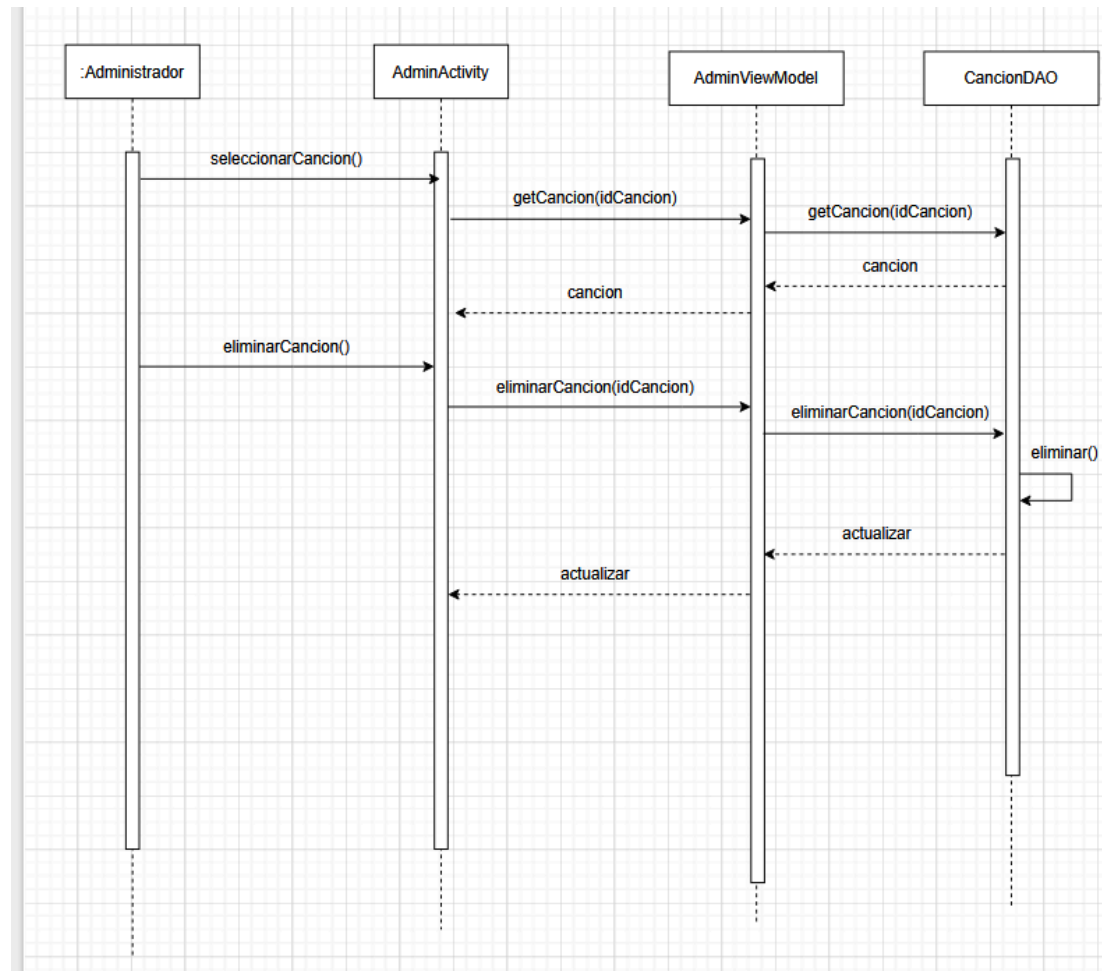 :Administrador
AdminActivity
AdminViewModel
CancionDAO
seleccionarCancion()
getCancion(idCancion)
getCancion(idCancion)
cancion
cancion
eliminarCancion()
eliminarCancion(idCancion)
eliminarCancion(idCancion)
eliminar()
actualizar
actualizar